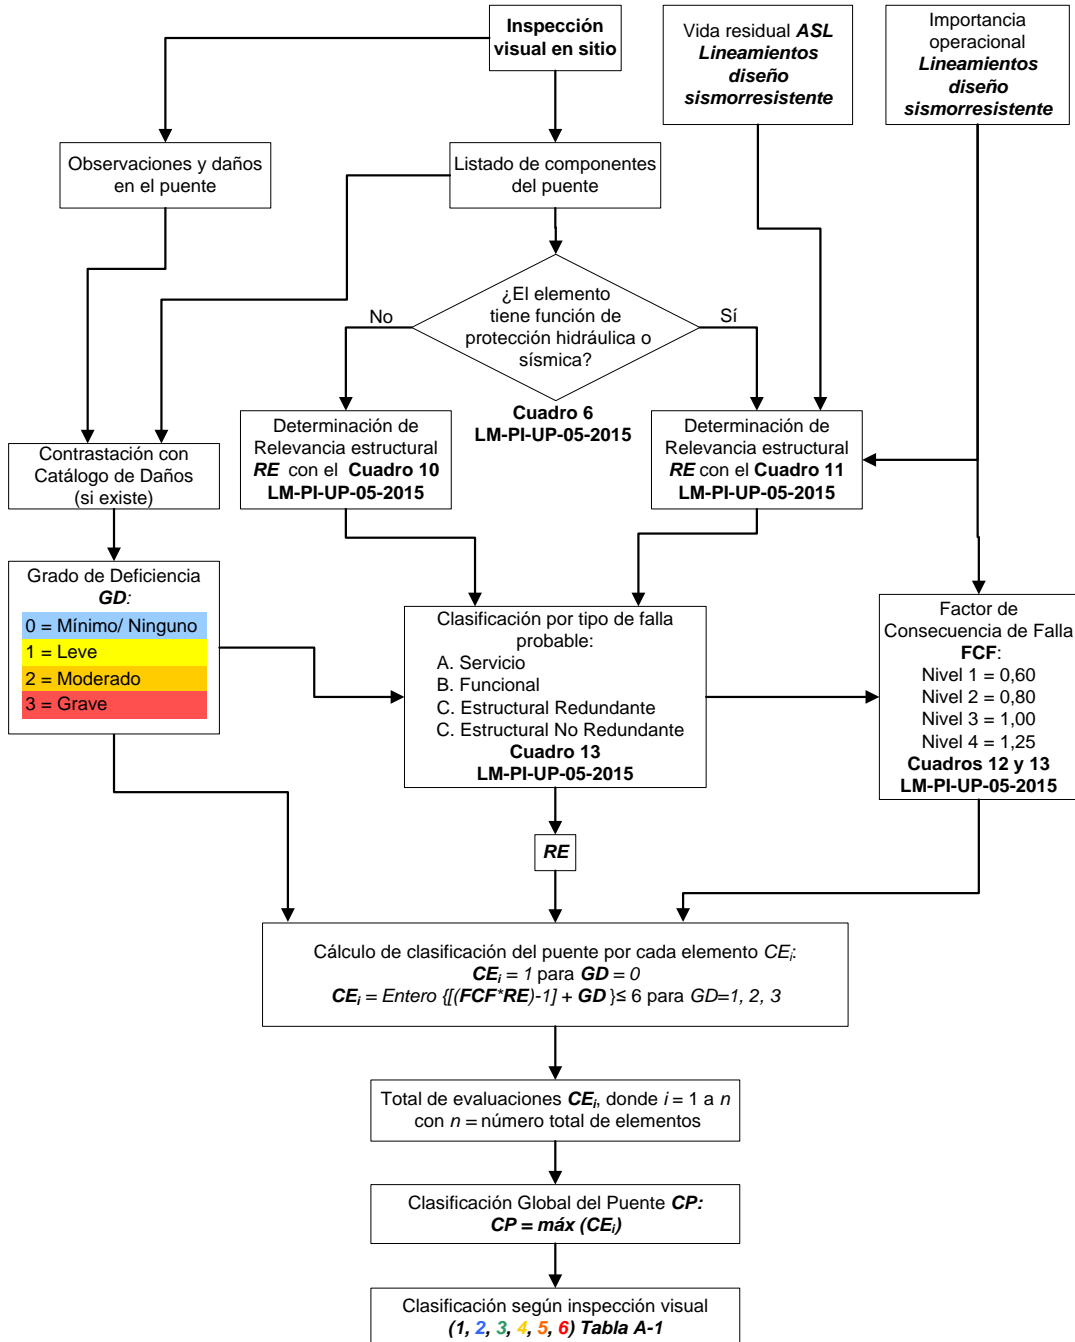 Inspección
visual en sitio
Vida residual ASL
Lineamientos
diseño
sismorresistente
Importancia
operacional
Lineamientos
diseño
sismorresistente
Observaciones y daños
en el puente
Listado de componentes
del puente
¿El elemento
tiene función de
protección hidráulica o
sísmica?
No
Sí
Cuadro 6
LM-PI-UP-05-2015
Contrastación con
Catálogo de Daños
(si existe)
Determinación de
Relevancia estructural
RE con el Cuadro 10
LM-PI-UP-05-2015
Determinación de
Relevancia estructural
RE con el Cuadro 11
LM-PI-UP-05-2015
Grado de Deficiencia
GD:
0 = Mínimo/ Ninguno
1 = Leve
2 = Moderado
3 = Grave
Clasificación por tipo de falla
probable:
A. Servicio
B. Funcional
C. Estructural Redundante
C. Estructural No Redundante
Cuadro 13
LM-PI-UP-05-2015
Factor de
Consecuencia de Falla
FCF:
Nivel 1 = 0,60
Nivel 2 = 0,80
Nivel 3 = 1,00
Nivel 4 = 1,25
Cuadros 12 y 13
LM-PI-UP-05-2015
RE
Cálculo de clasificación del puente por cada elemento CEi:
CEi = 1 para GD = 0
CEi = Entero {[(FCF*RE)-1] + GD }≤ 6 para GD=1, 2, 3
Total de evaluaciones CEi, donde i = 1 a n
con n = número total de elementos
Clasificación Global del Puente CP:
CP = máx (CEi)
Clasificación según inspección visual
(1, 2, 3, 4, 5, 6) Tabla A-1